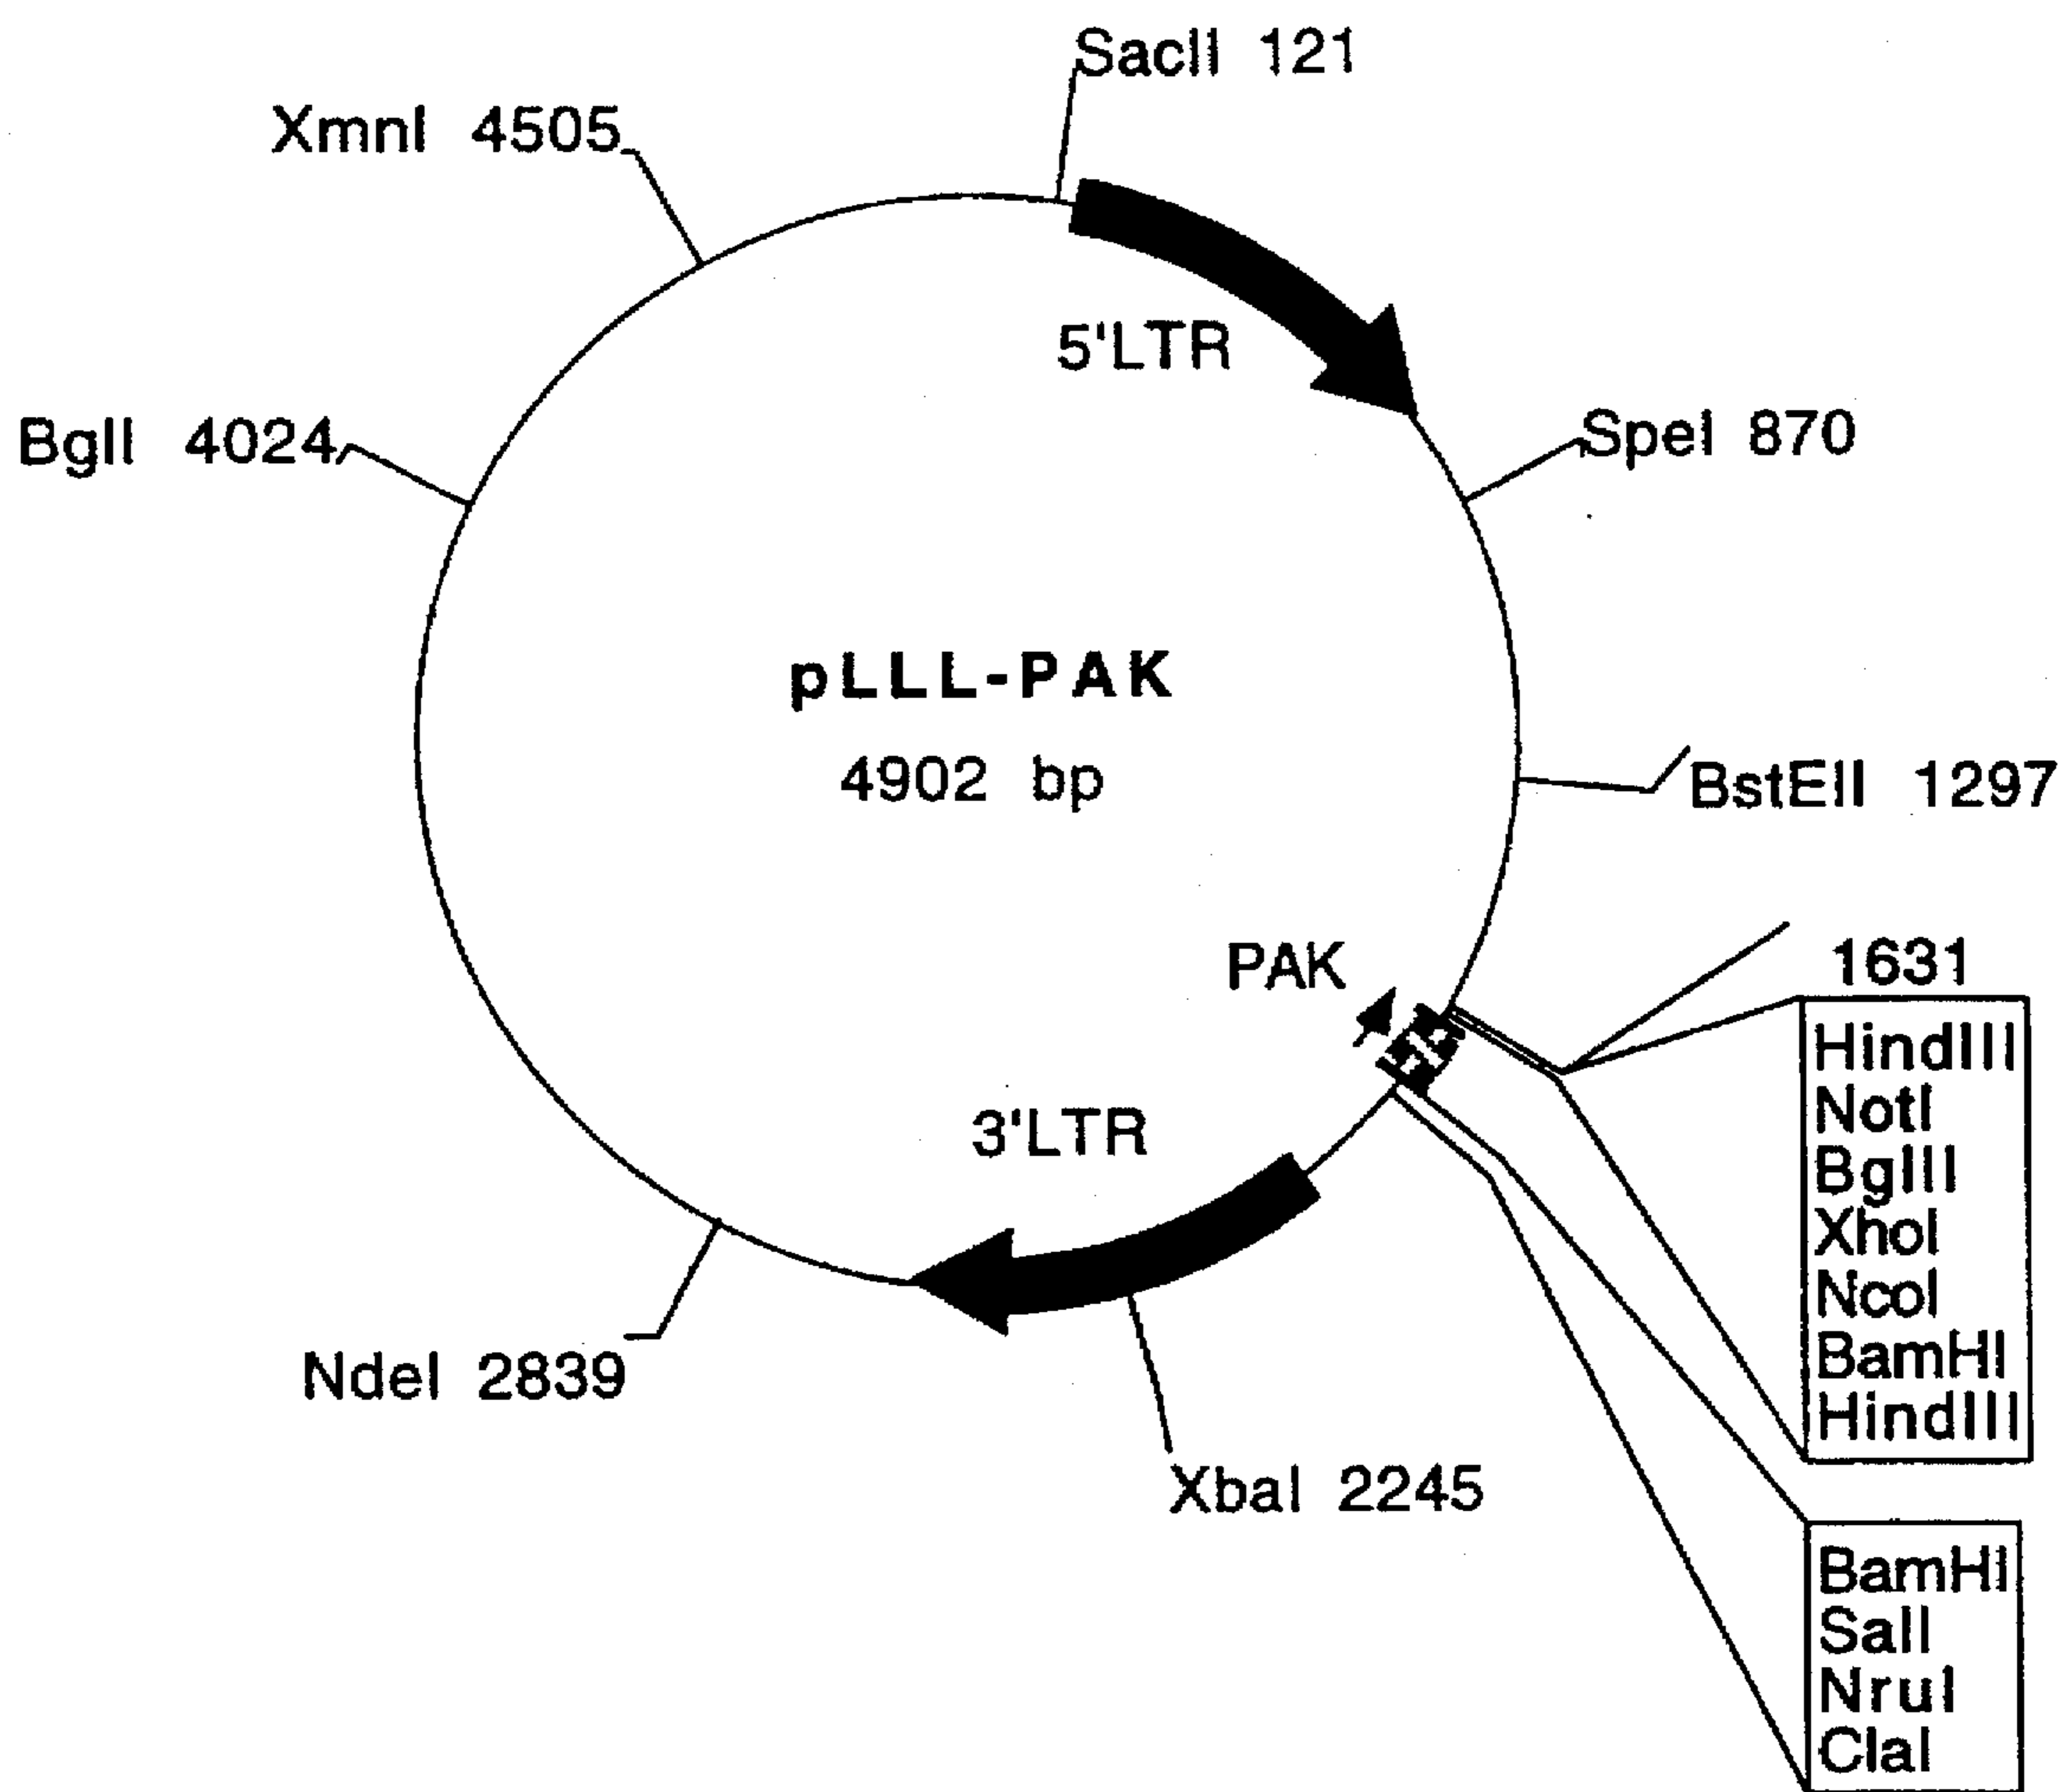 SacII 121
XmnI 4505
5'LTR
BglI 4024
SpeI 870
pLLL-PAK
4902 bp
BstEII 1297
PAK
1631
HindIII
NotI
BglII
XhoI
NcoI
BamHI
HindIII
3'LTR
NdeI 2839
XbaI 2245
BamHI
SalI
NruI
ClaI